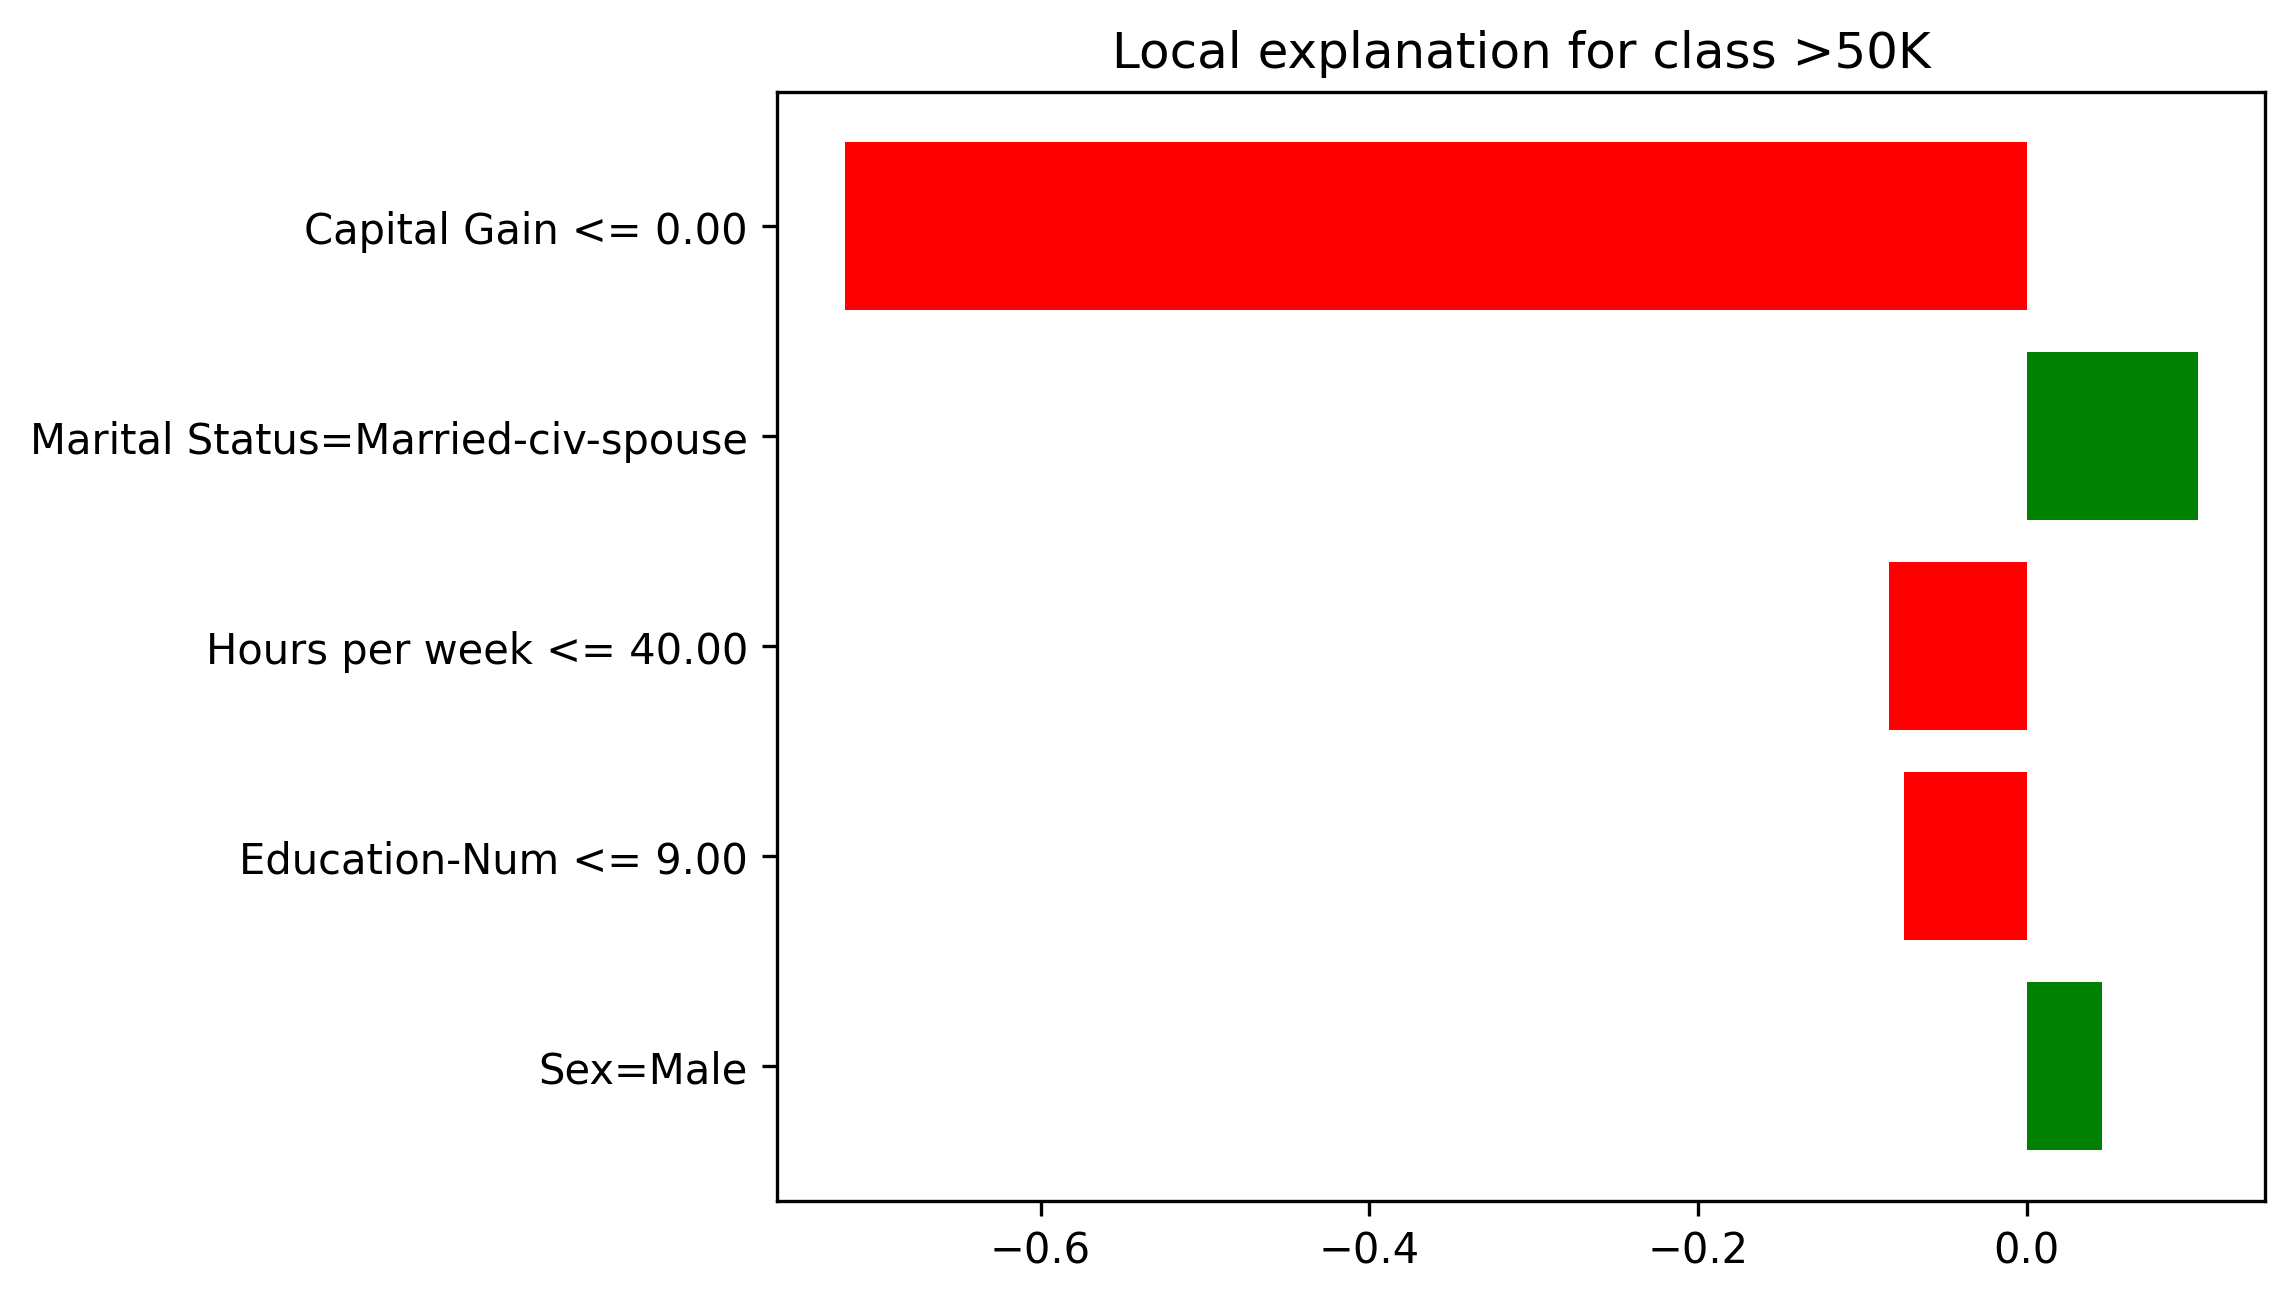 Local explanation for class >50K
Capital Gain <= 0.00
Marital Status=Married-civ-spouse
Hours per week <= 40.00
Education-Num <= 9.00
Sex=Male
−0.6 −0.4 −0.2 0.0